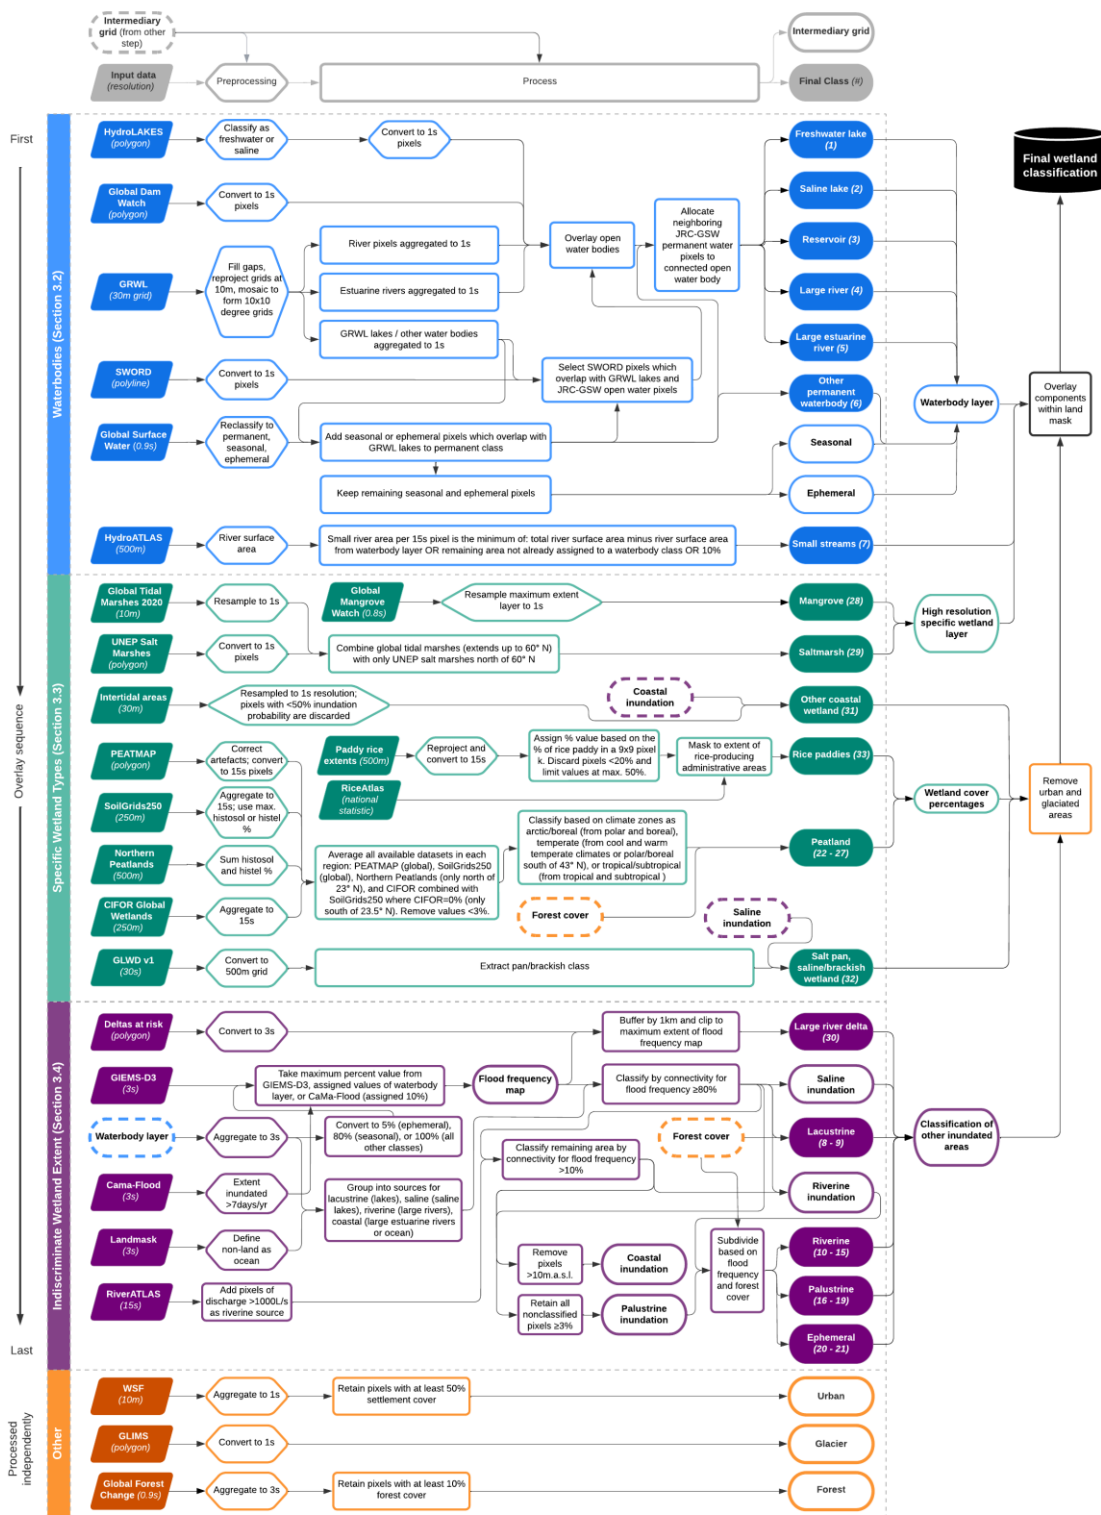 Intermediary
grid (from other
step)
Intermediary grid
Input data
(resolution)
Preprocessing
Process
Final Class (#)
First
Overlay sequence
Last
Processed
independently
Waterbodies (Section 3.2)
HydroLAKES
(polygon)
Classify as
freshwater or
saline
Convert to 1s
pixels
Freshwater lake
(1)
Final wetland
classification
Global Dam
Watch
(polygon)
Convert to 1s
pixels
Saline lake (2)
River pixels aggregated to 1s
Overlay open
water bodies
Allocate
neighboring
JRC-GSW
permanent water
pixels to
connected open
water body
Reservoir (3)
GRWL
(30m grid)
Fill gaps,
reproject grids at
10m, mosaic to
form 10x10
degree grids
Estuarine rivers aggregated to 1s
Large river (4)
GRWL lakes / other water bodies
aggregated to 1s
Large estuarine
river (5)
SWORD
(polyline)
Convert to 1s
pixels
Select SWORD pixels which
overlap with GRWL lakes and
JRC-GSW open water pixels
Other
permanent
waterbody (6)
Waterbody layer
Overlay
components
within land
mask
Global Surface
Water (0.9s)
Reclassify to
permanent,
seasonal,
ephemeral
Add seasonal or ephemeral pixels which overlap with
GRWL lakes to permanent class
Seasonal
Keep remaining seasonal and ephemeral pixels
Ephemeral
HydroATLAS
(500m)
River surface
area
Small river area per 15s pixel is the minimum of: total river surface area minus river surface area
from waterbody layer OR remaining area not already assigned to a waterbody class OR 10%
Small streams (7)
Specific Wetland Types (Section 3.3)
Global Tidal
Marshes 2020
(10m)
Resample to 1s
Global
Mangrove
Watch (0.8s)
Resample maximum extent
layer to 1s
Mangrove (28)
High resolution
specific wetland
layer
UNEP Salt
Marshes
(polygon)
Convert to 1s
pixels
Combine global tidal marshes (extends up to 60° N)
with only UNEP salt marshes north of 60° N
Saltmarsh (29)
Intertidal areas
(30m)
Resampled to 1s resolution;
pixels with <50% inundation
probability are discarded
Coastal
inundation
Other coastal
wetland (31)
PEATMAP
(polygon)
Correct
artefacts; convert
to 15s pixels
Paddy rice
extents (500m)
Reproject and
convert to 15s
Assign % value based on the
% of rice paddy in a 9x9 pixel
k. Discard pixels <20% and
limit values at max. 50%.
Mask to extent of
rice-producing
administrative areas
Rice paddies (33)
RiceAtlas
(national
statistic)
Wetland cover
percentages
Remove
urban and
glaciated
areas
SoilGrids250
(250m)
Aggregate to
15s; use max.
histosol or histel
%
Classify based on climate zones as
arctic/boreal (from polar and boreal),
temperate (from cool and warm
temperate climates or polar/boreal
south of 43° N), or tropical/subtropical
(from tropical and subtropical )
Peatland
(22 - 27)
Northern
Peatlands
(500m)
Sum histosol
and histel %
Average all available datasets in each
region: PEATMAP (global), SoilGrids250
(global), Northern Peatlands (only north of
23° N), and CIFOR combined with
SoilGrids250 where CIFOR=0% (only
south of 23.5° N). Remove values <3%.
CIFOR Global
Wetlands
(250m)
Aggregate to
15s
Forest cover
Saline
inundation
GLWD v1
(30s)
Convert to
500m grid
Extract pan/brackish class
Salt pan,
saline/brackish
wetland
(32)
Indiscriminate Wetland Extent (Section 3.4)
Deltas at risk
(polygon)
Convert to 3s
Buffer by 1km and clip to
maximum extent of flood
frequency map
Large river delta
(30)
GIEMS-D3
(3s)
Take maximum percent value from
GIEMS-D3, assigned values of waterbody
layer, or CaMa-Flood (assigned 10%)
Flood frequency
map
Classify by connectivity for
flood frequency ≥80%
Saline
inundation
Waterbody layer
Aggregate to 3s
Convert to 5% (ephemeral),
80% (seasonal), or 100% (all
other classes)
Classify remaining area by
connectivity for flood frequency
>10%
Forest cover
Lacustrine
(8 - 9)
Classification of
other inundated
areas
Cama-Flood
(3s)
Extent
inundated
>7days/yr
Group into sources for
lacustrine (lakes), saline (saline
lakes), riverine (large rivers),
coastal (large estuarine rivers
or ocean)
Riverine
inundation
Landmask
(3s)
Define
non-land as
ocean
Remove
pixels
>10m.a.s.l.
Coastal
inundation
Subdivide
based on
flood
frequency
and forest
cover
Riverine
(10 - 15)
RiverATLAS
(15s)
Add pixels of
discharge >1000L/s
as riverine source
Retain all
nonclassified
pixels ≥3%
Palustrine
inundation
Palustrine
(16 - 19)
Ephemeral
(20 - 21)
Other
WSF
(10m)
Aggregate to 1s
Retain pixels with at least 50%
settlement cover
Urban
GLIMS
(polygon)
Convert to 1s
Glacier
Global Forest
Change (0.9s)
Aggregate to 3s
Retain pixels with at least 10%
forest cover
Forest